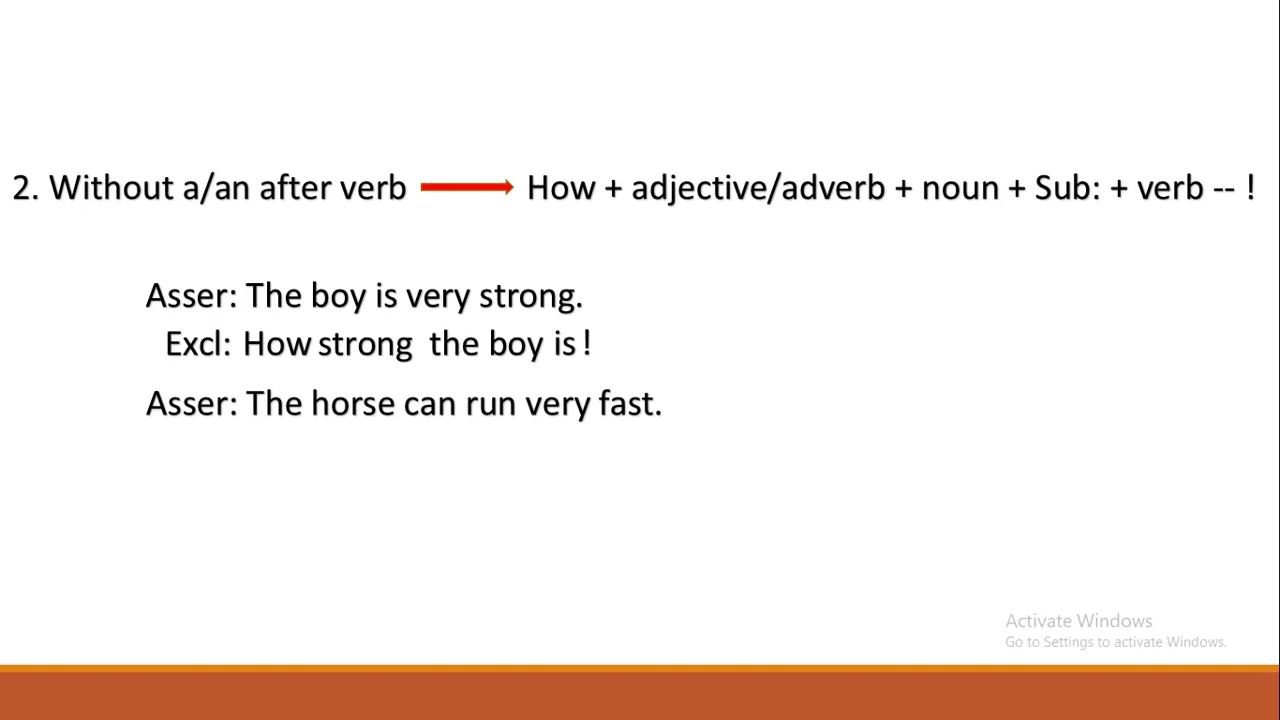 2. Without a/an after verb How + adjective/adverb + noun + Sub: + verb -- !
Asser: The boy is very strong.
Excl: How strong the boy is !
Asser: The horse can run very fast.
Activate Windows
Go to Settings to activate Windows.